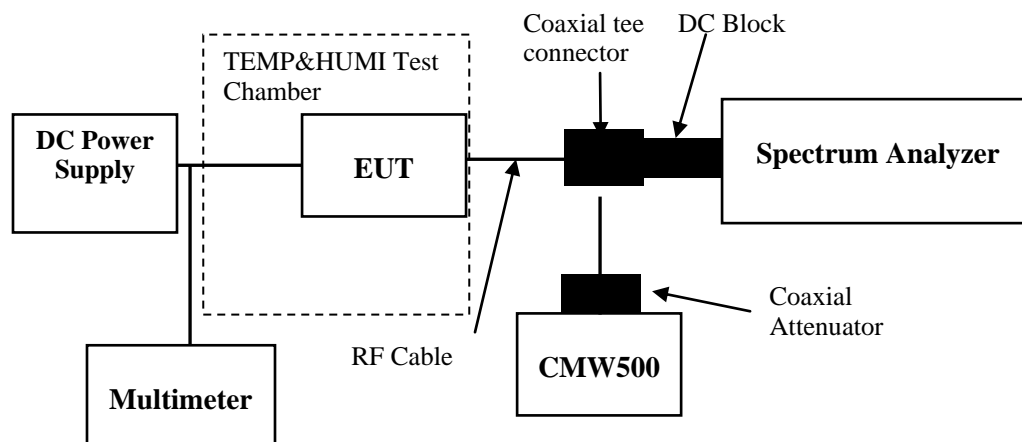 Coaxial tee
connector
DC Block
TEMP&HUMI Test
Chamber
DC Power
Supply
EUT
Spectrum Analyzer
RF Cable
Coaxial
Attenuator
CMW500
Multimeter